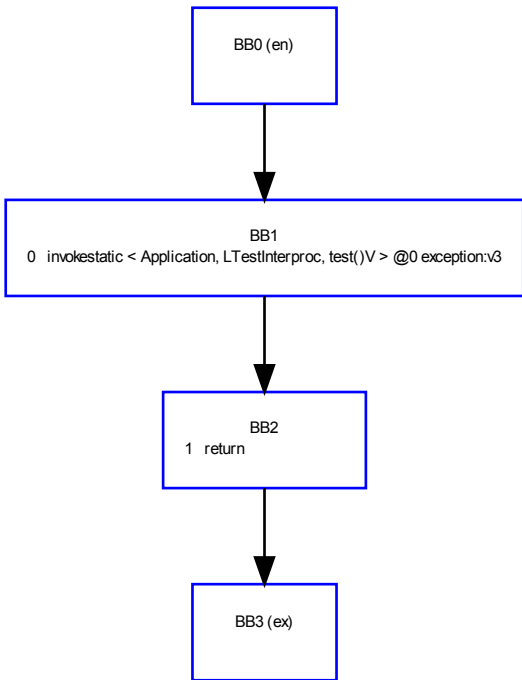 BB0 (en)
BB1
0 invokestatic < Application, LTestInterproc, test()V > @0 exception:v3
BB2
1 return
BB3 (ex)